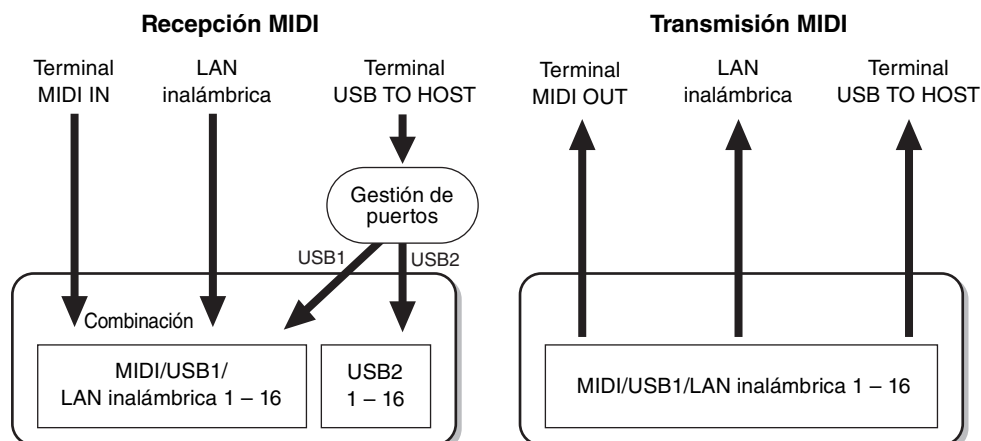 Recepción MIDI
Terminal
MIDI IN
LAN
inalámbrica
Terminal
USB TO HOST
Gestión de
puertos
USB1
USB2
Combinación
MIDI/USB1/
LAN inalámbrica 1 – 16
USB2
1 – 16
Transmisión MIDI
Terminal
MIDI OUT
LAN
inalámbrica
Terminal
USB TO HOST
MIDI/USB1/LAN inalámbrica 1 – 16